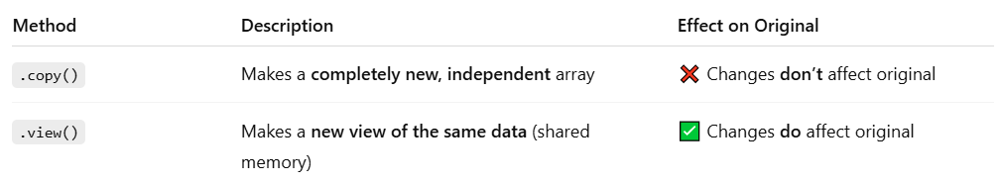 Method Description Effect on Original
.copy() Makes a completely new, independent array ❌ Changes don’t affect original
.view() Makes a new view of the same data (shared ✅ Changes do affect original
memory)